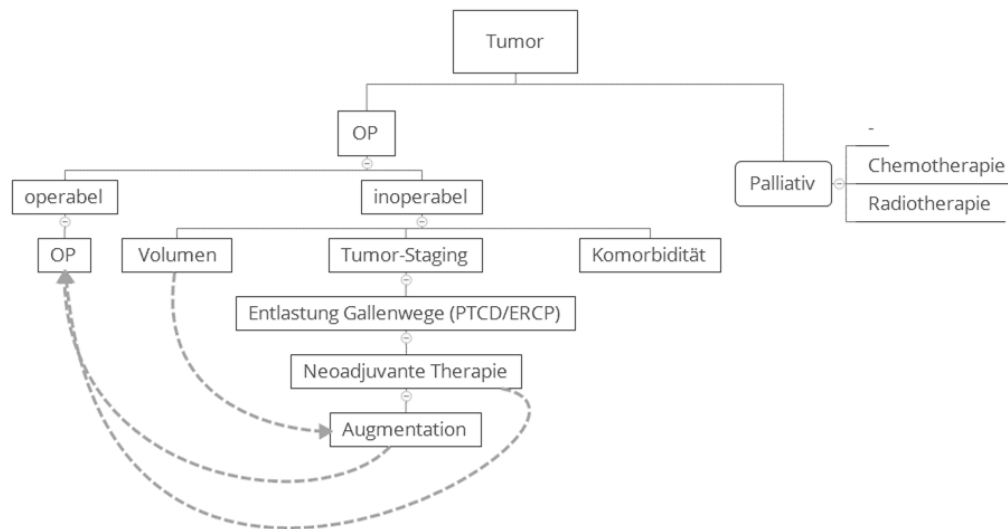 Tumor
OP
-
Chemotherapie
Palliativ
Radiotherapie
operabel
inoperabel
OP
Volumen
Tumor-Staging
Komorbidität
Entlastung Gallenwege (PTCD/ERCP)
Neoadjuvante Therapie
Augmentation